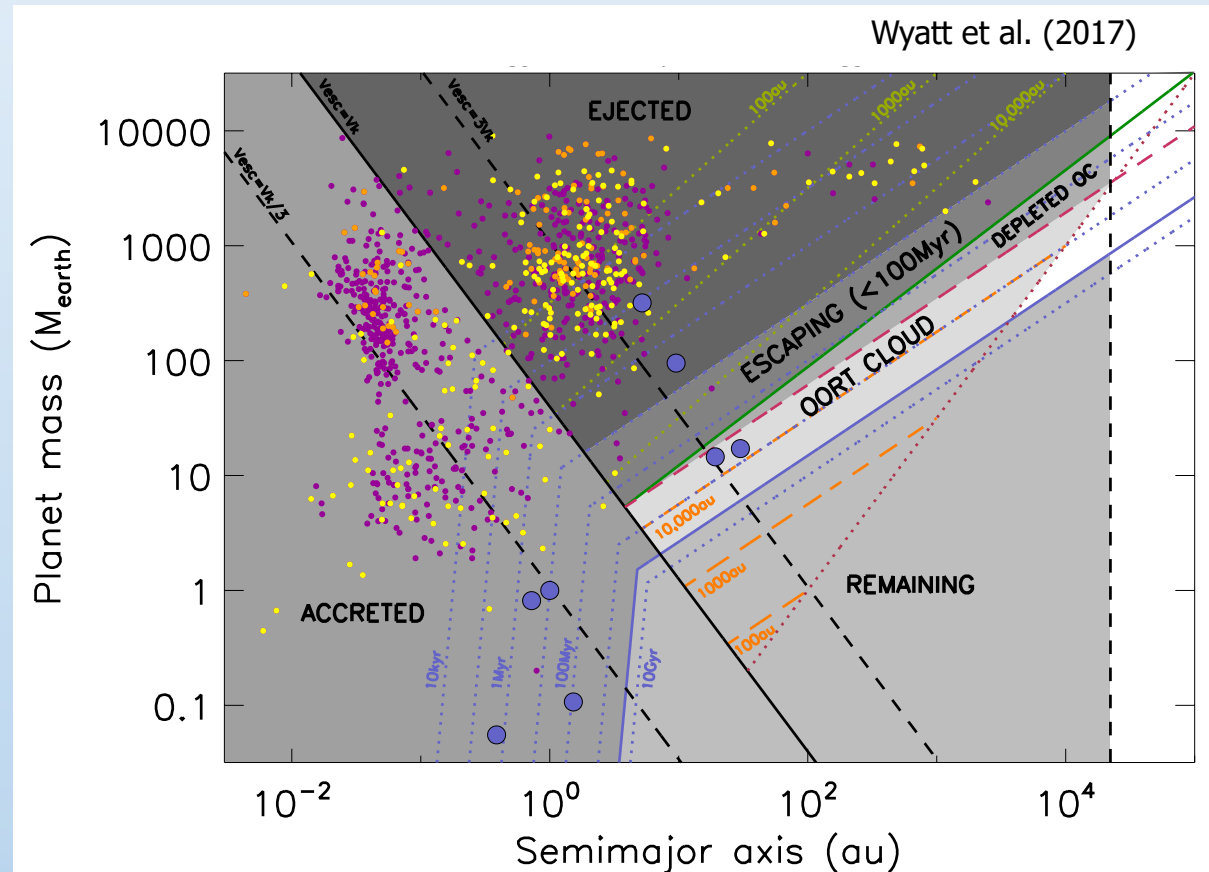 Wyatt et al. (2017)
Vesc=Vk
Vesc=3Vk
Vesc=Vk/3
EJECTED
100au
1000au
10,000au
DEPLETED OC
ESCAPING (<100Myr)
OORT CLOUD
10,000au
1000au
100au
REMAINING
ACCRETED
10kyr
1Myr
100Myr
10Gyr
10000
1000
100
10
1
0.1
Planet mass (M_earth)
10^-2
10^0
10^2
10^4
Semimajor axis (au)